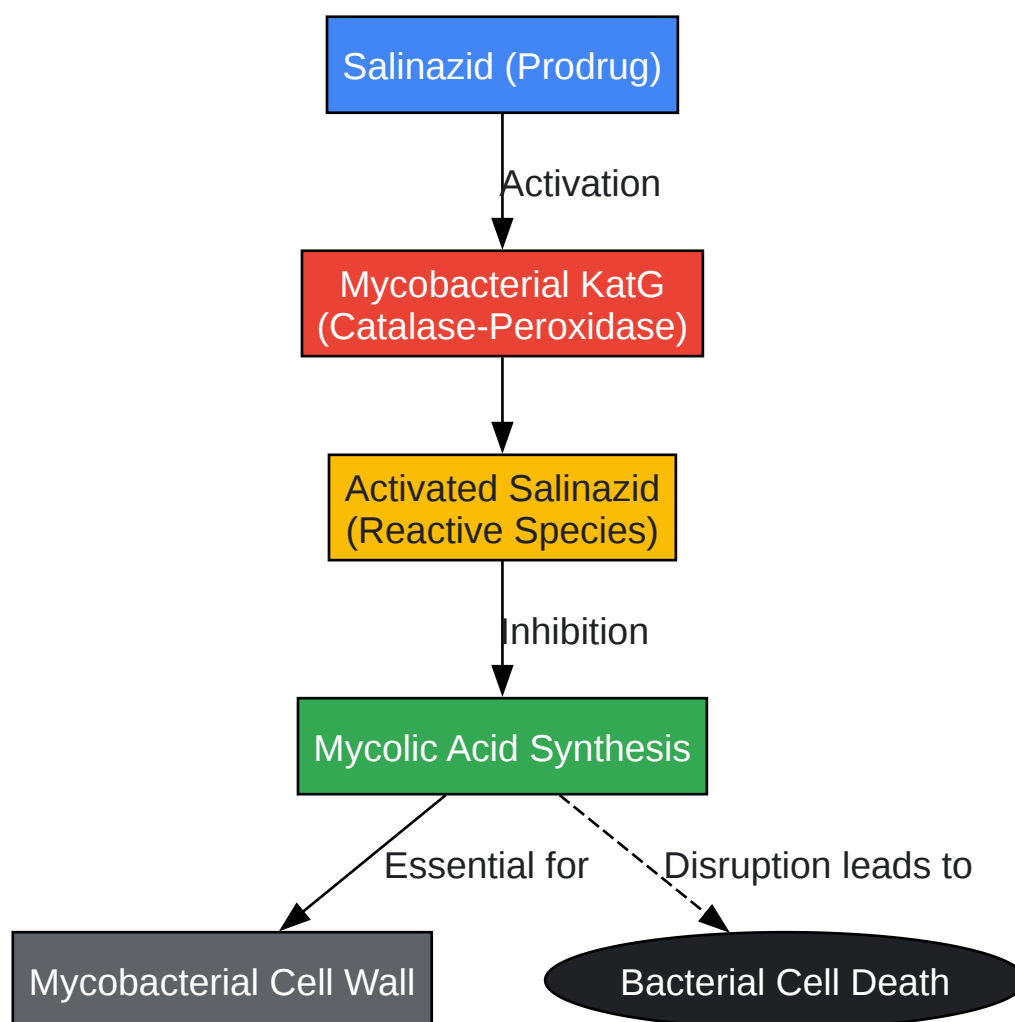 Salinazid (Prodrug)
Activation
Mycobacterial KatG
(Catalase-Peroxidase)
Activated Salinazid
(Reactive Species)
Inhibition
Mycolic Acid Synthesis
Essential for
Disruption leads to
Mycobacterial Cell Wall
Bacterial Cell Death